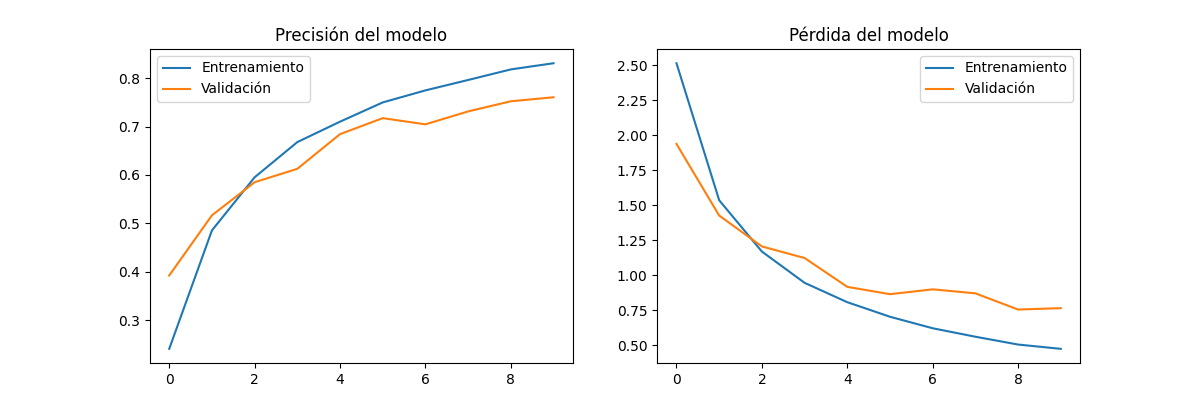 Precisión del modelo
Entrenamiento
Validación
0.8
0.7
0.6
0.5
0.4
0.3
0 2 4 6 8
Pérdida del modelo
Entrenamiento
Validación
2.50
2.25
2.00
1.75
1.50
1.25
1.00
0.75
0.50
0 2 4 6 8